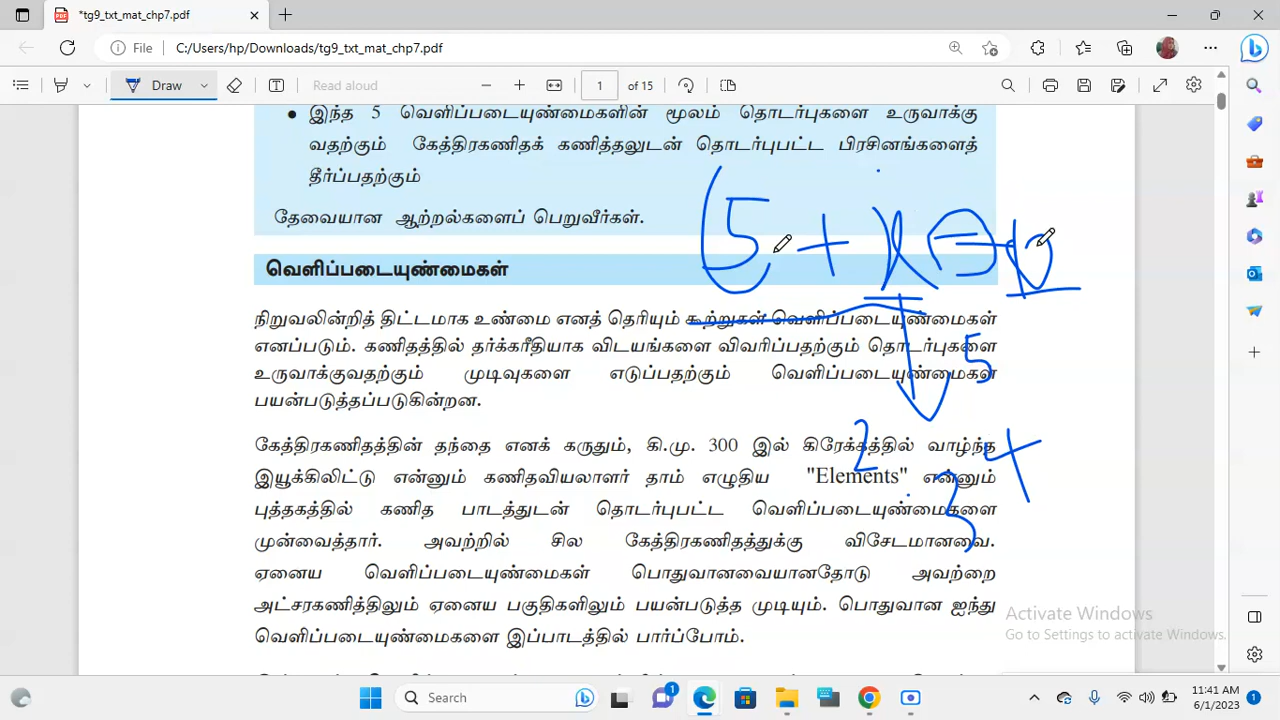 *tg9_txt_mat_chp7.pdf
File C:/Users/hp/Downloads/tg9_txt_mat_chp7.pdf
Draw Read aloud 1 of 15
• இந்த 5 வெளிப்படையுண்மைகளின் மூலம் தொடர்புகளை உருவாக்கு
வதற்கும் கேத்திரகணிதக் கணித்தலுடன் தொடர்புபட்ட பிரசினங்களைத்
தீர்ப்பதற்கும்
தேவையான ஆற்றல்களைப் பெறுவீர்கள்.
5 + x = 10
வெளிப்படையுண்மைகள்
நிறுவலின்றித் திட்டமாக உண்மை எனத் தெரியும் கூற்றுகள் வெளிப்படையுண்மைகள்
எனப்படும். கணிதத்தில் தர்க்கரீதியாக விடயங்களை விவரிப்பதற்கும் தொடர்புகளை
உருவாக்குவதற்கும் முடிவுகளை எடுப்பதற்கும் வெளிப்படையுண்மைகள்
பயன்படுத்தப்படுகின்றன.
5
2 3 4
கேத்திரகணிதத்தின் தந்தை எனக் கருதும், கி.மு. 300 இல் கிரேக்கத்தில் வாழ்ந்த
இயூக்கிலிட்டு என்னும் கணிதவியலாளர் தாம் எழுதிய "Elements" என்னும்
புத்தகத்தில் கணித பாடத்துடன் தொடர்புபட்ட வெளிப்படையுண்மைகளை
முன்வைத்தார். அவற்றில் சில கேத்திரகணிதத்துக்கு விசேடமானவை.
ஏனைய வெளிப்படையுண்மைகள் பொதுவானவையானதோடு அவற்றை
அட்சரகணித்திலும் ஏனைய பகுதிகளிலும் பயன்படுத்த முடியும். பொதுவான ஐந்து
வெளிப்படையுண்மைகளை இப்பாடத்தில் பார்ப்போம்.
Activate Windows
Go to Settings to activate Windows.
Search
1
11:41 AM
6/1/2023